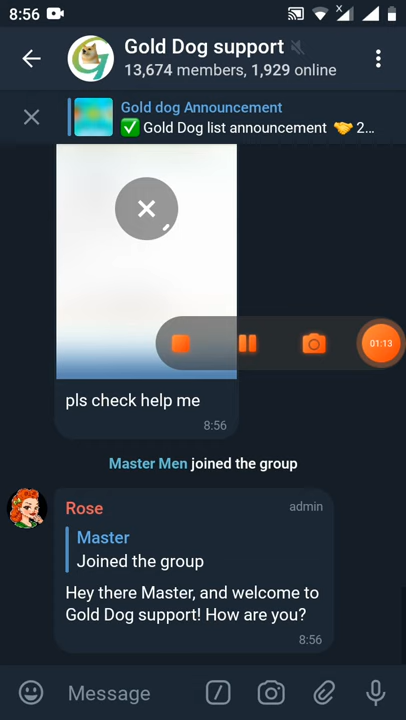 8:56
Gold Dog support
13,674 members, 1,929 online
Gold dog Announcement
✅ Gold Dog list announcement 🤝 2...
01:13
pls check help me
8:56
Master Men joined the group
Rose admin
Master
Joined the group
Hey there Master, and welcome to
Gold Dog support! How are you?
8:56
Message